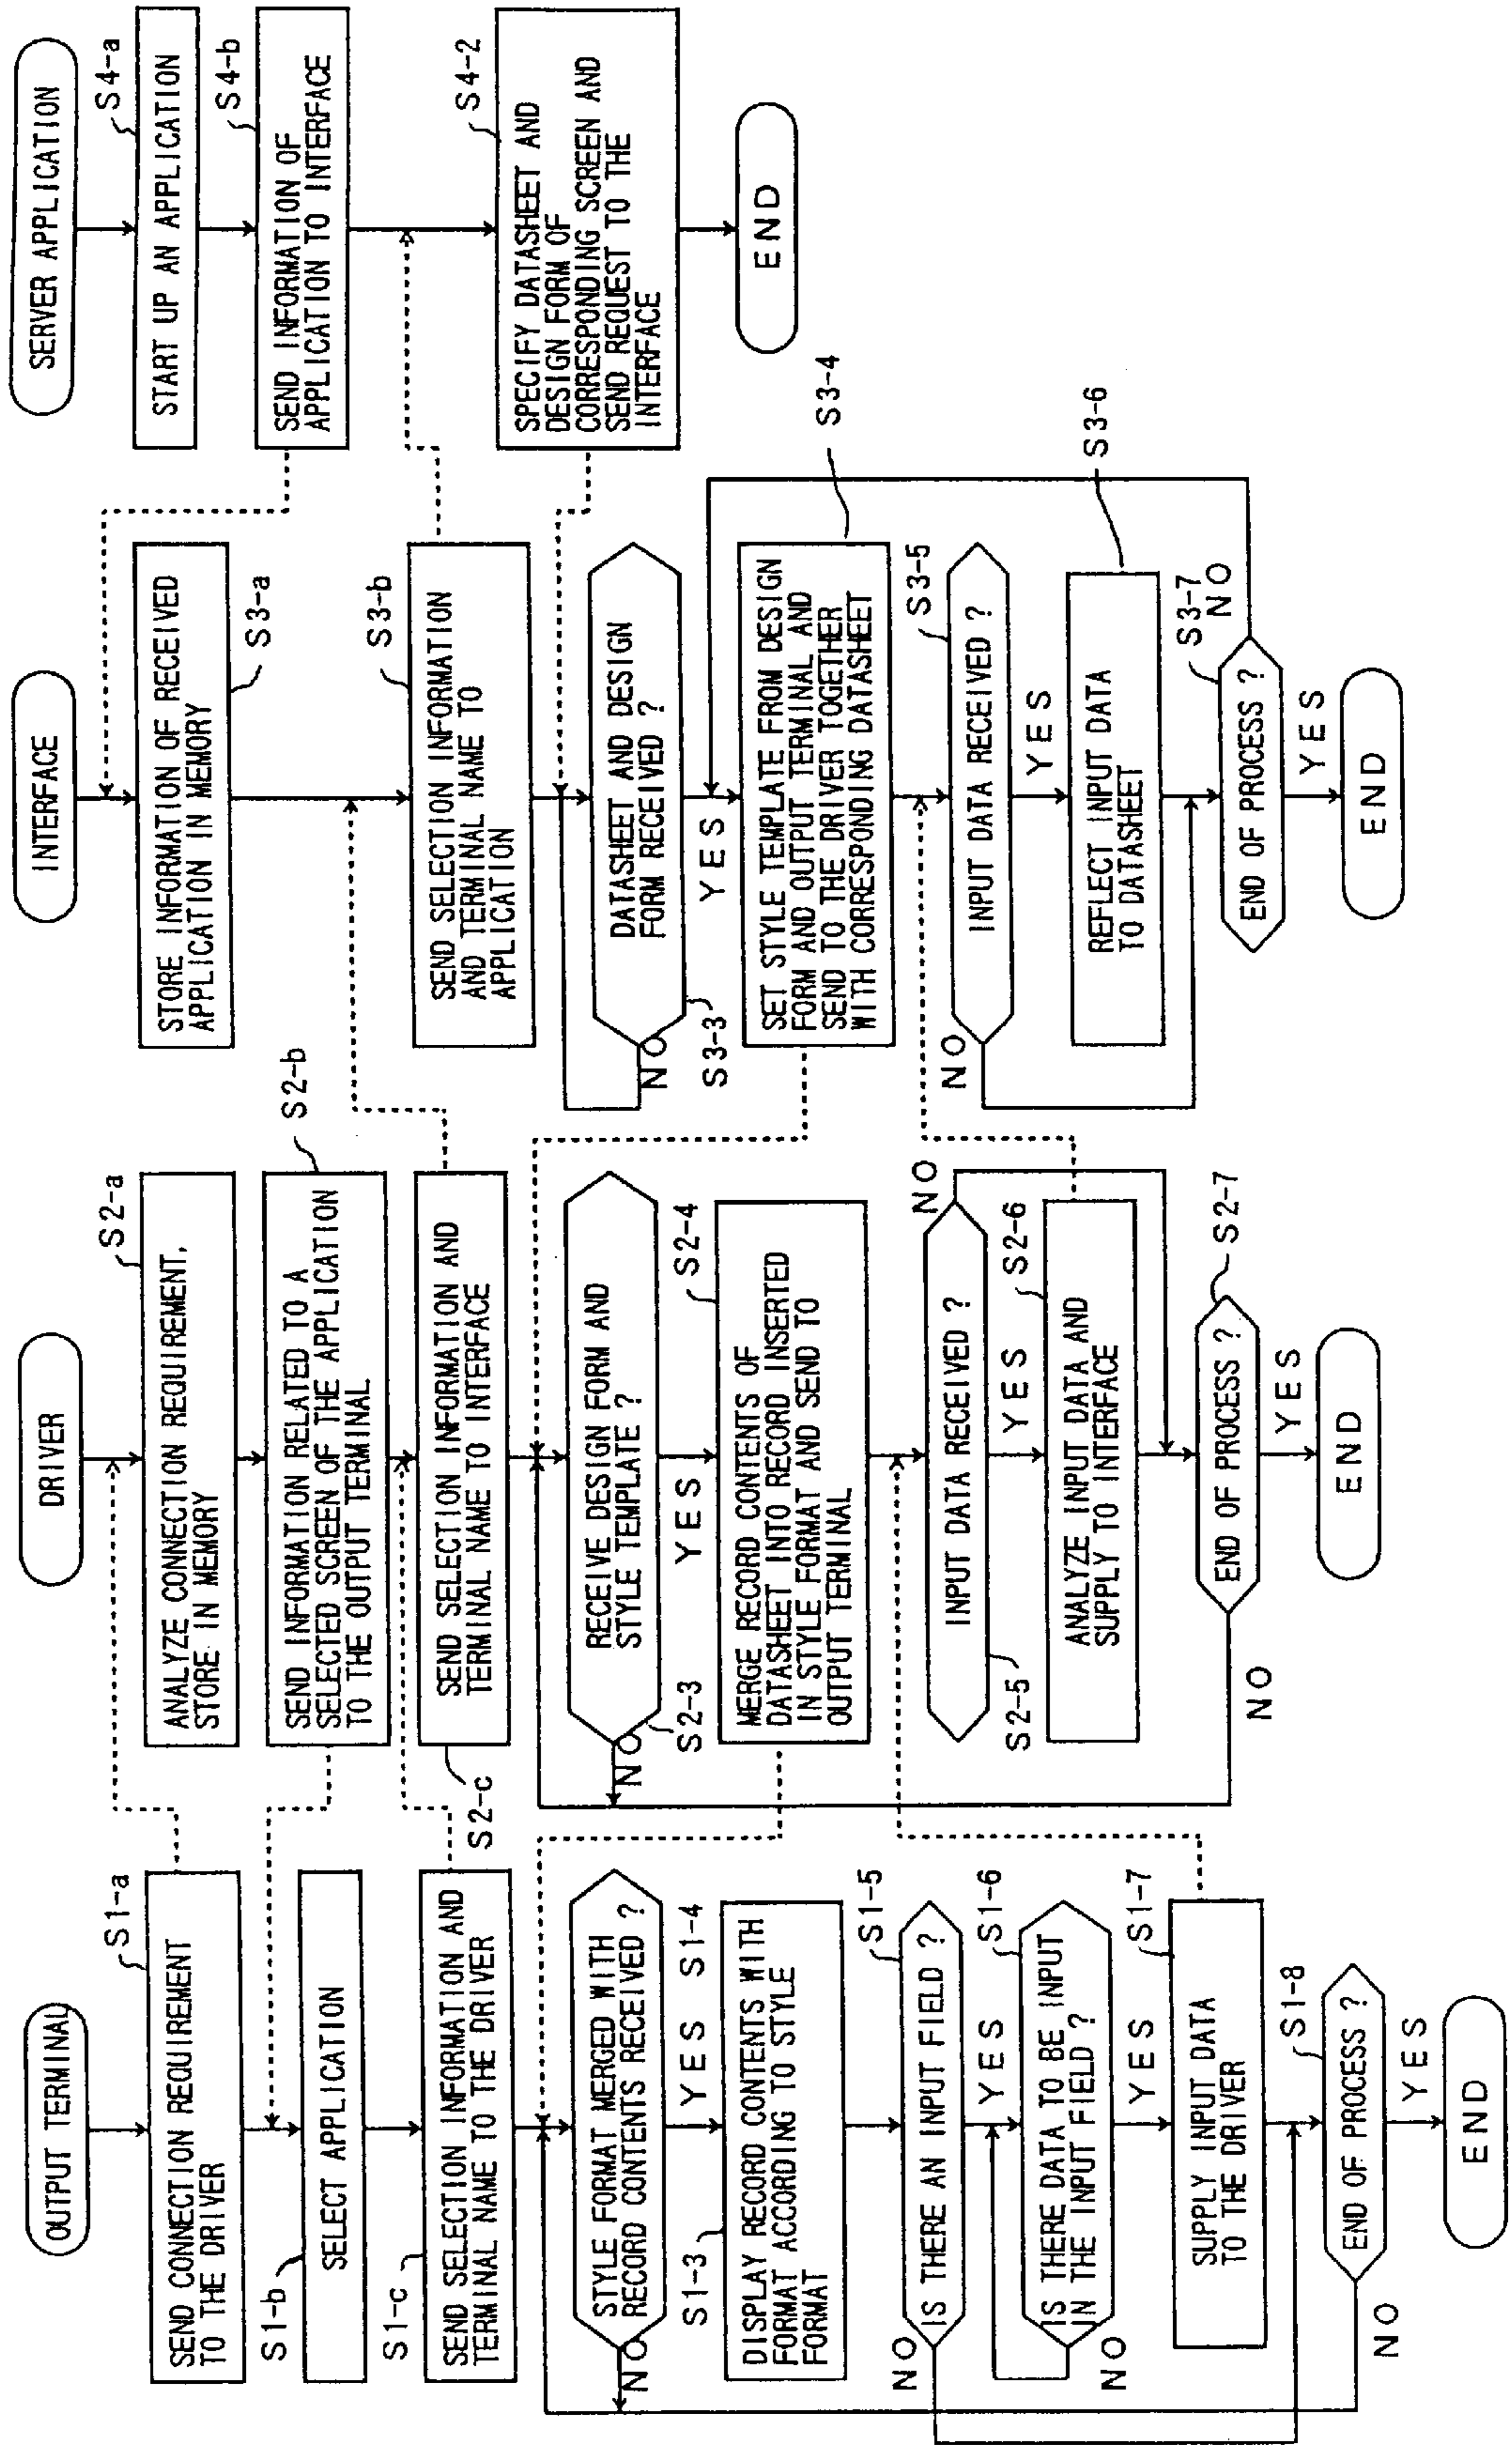 OUTPUT TERMINAL
S1-a
SEND CONNECTION REQUIREMENT
TO THE DRIVER
S1-b
SELECT APPLICATION
S1-c
SEND SELECTION INFORMATION AND
TERMINAL NAME TO THE DRIVER
STYLE FORMAT MERGED WITH
RECORD CONTENTS RECEIVED ?
NO
YES
S1-4
S1-3
DISPLAY RECORD CONTENTS WITH
FORMAT ACCORDING TO STYLE
FORMAT
S1-5
IS THERE AN INPUT FIELD ?
NO
YES
S1-6
IS THERE DATA TO BE INPUT
IN THE INPUT FIELD ?
NO
YES
S1-7
SUPPLY INPUT DATA
TO THE DRIVER
S1-8
END OF PROCESS ?
NO
YES
END
DRIVER
S2-a
ANALYZE CONNECTION REQUIREMENT,
STORE IN MEMORY
S2-b
SEND INFORMATION RELATED TO A
SELECTED SCREEN OF THE APPLICATION
TO THE OUTPUT TERMINAL
S2-c
SEND SELECTION INFORMATION AND
TERMINAL NAME TO INTERFACE
RECEIVE DESIGN FORM AND
STYLE TEMPLATE ?
NO
S2-3
YES
S2-4
MERGE RECORD CONTENTS OF
DATASHEET INTO RECORD INSERTED
IN STYLE FORMAT AND SEND TO
OUTPUT TERMINAL
INPUT DATA RECEIVED ?
NO
S2-5
YES
S2-6
ANALYZE INPUT DATA AND
SUPPLY TO INTERFACE
S2-7
END OF PROCESS ?
NO
YES
END
INTERFACE
STORE INFORMATION OF RECEIVED
APPLICATION IN MEMORY
S3-a
S3-b
SEND SELECTION INFORMATION
AND TERMINAL NAME TO
APPLICATION
DATASHEET AND DESIGN
FORM RECEIVED ?
NO
S3-3
YES
S3-4
SET STYLE TEMPLATE FROM DESIGN
FORM AND OUTPUT TERMINAL AND
SEND TO THE DRIVER TOGETHER
WITH CORRESPONDING DATASHEET
S3-5
INPUT DATA RECEIVED ?
NO
YES
S3-6
REFLECT INPUT DATA
TO DATASHEET
S3-7
NO
END OF PROCESS ?
YES
END
SERVER APPLICATION
S4-a
START UP AN APPLICATION
S4-b
SEND INFORMATION OF
APPLICATION TO INTERFACE
S4-2
SPECIFY DATASHEET AND
DESIGN FORM OF
CORRESPONDING SCREEN AND
SEND REQUEST TO THE
INTERFACE
END